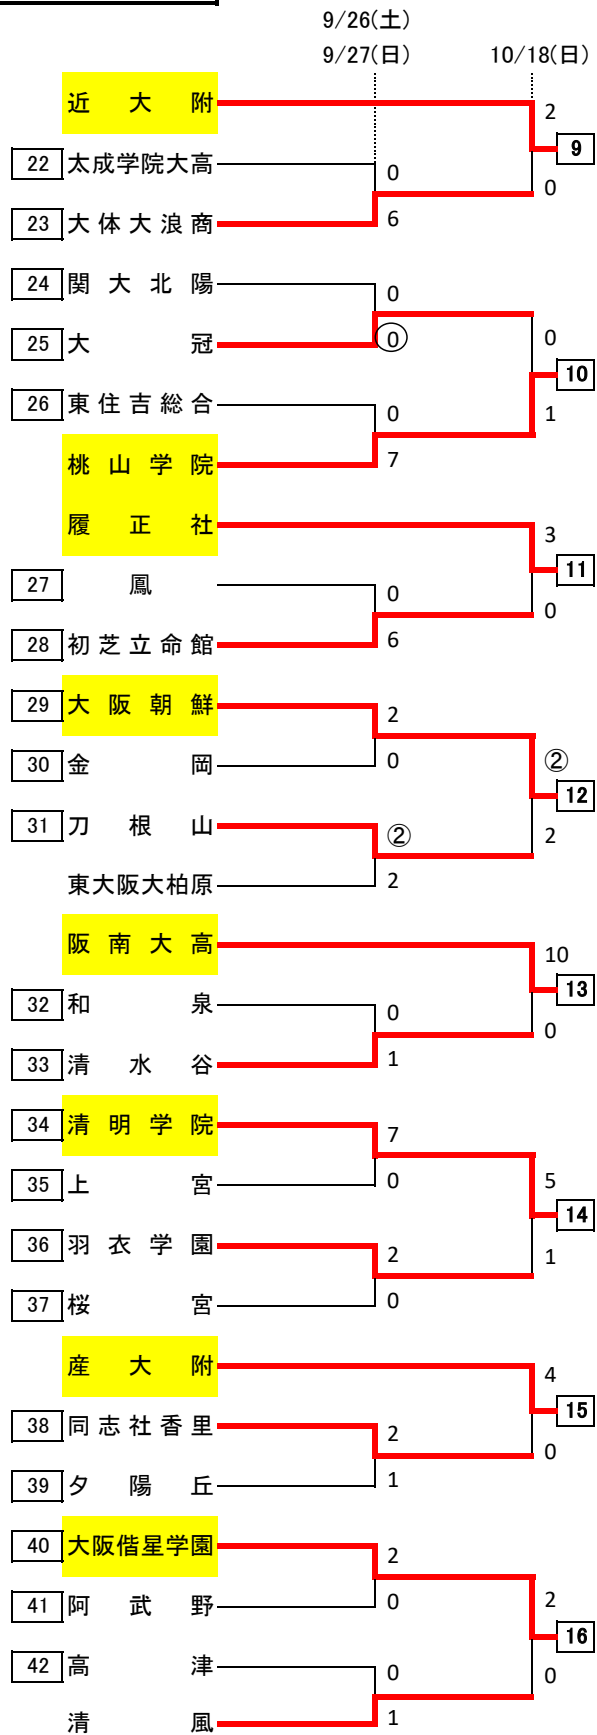 9/26(土)
9/27(日) 10/18(日)
近大附 2
9
22 太成学院大高 0
0
23 大体大浪商 6
24 関大北陽 0
25 大冠 0 0
10
26 東住吉総合 0 1
桃山学院 7
履正社 3
11
27 鳳 0
0
28 初芝立命館 6
29 大阪朝鮮 2
30 金岡 0 ②
12
31 刀根山 ② 2
東大阪大柏原 2
阪南大高 10
13
32 和泉 0
0
33 清水谷 1
34 清明学院 7
35 上宮 0 5
14
36 羽衣学園 2 1
37 桜宮 0
産大附 4
15
38 同志社香里 2
0
39 夕陽丘 1
40 大阪偕星学園 2
41 阿武野 0 2
16
42 高津 0 0
清風 1